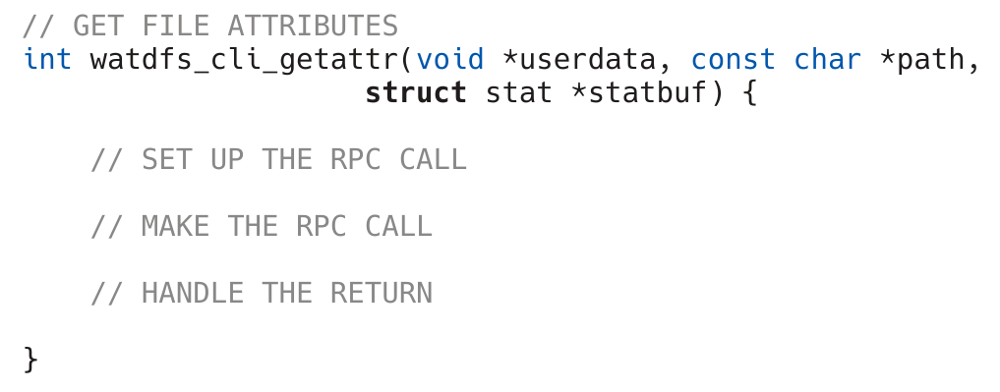 // GET FILE ATTRIBUTES
int watdfs_cli_getattr(void *userdata, const char *path,
struct stat *statbuf) {
// SET UP THE RPC CALL
// MAKE THE RPC CALL
// HANDLE THE RETURN
}